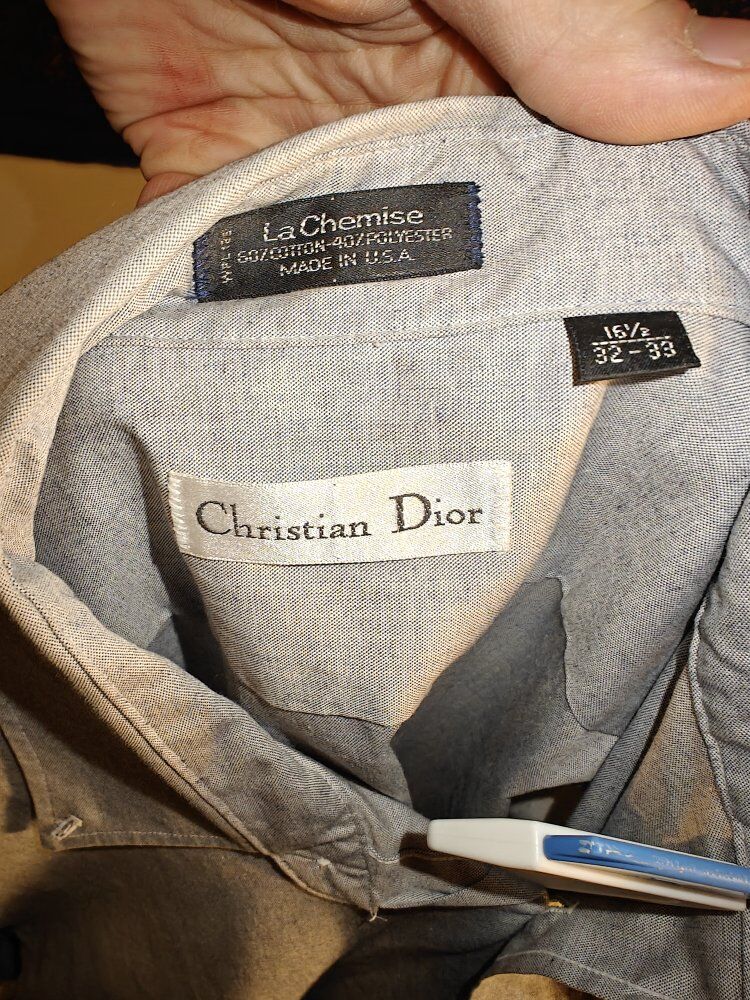 La Chemise
60% COTTON-40% POLYESTER
MADE IN U.S.A.
16½
32-33
Christian Dior